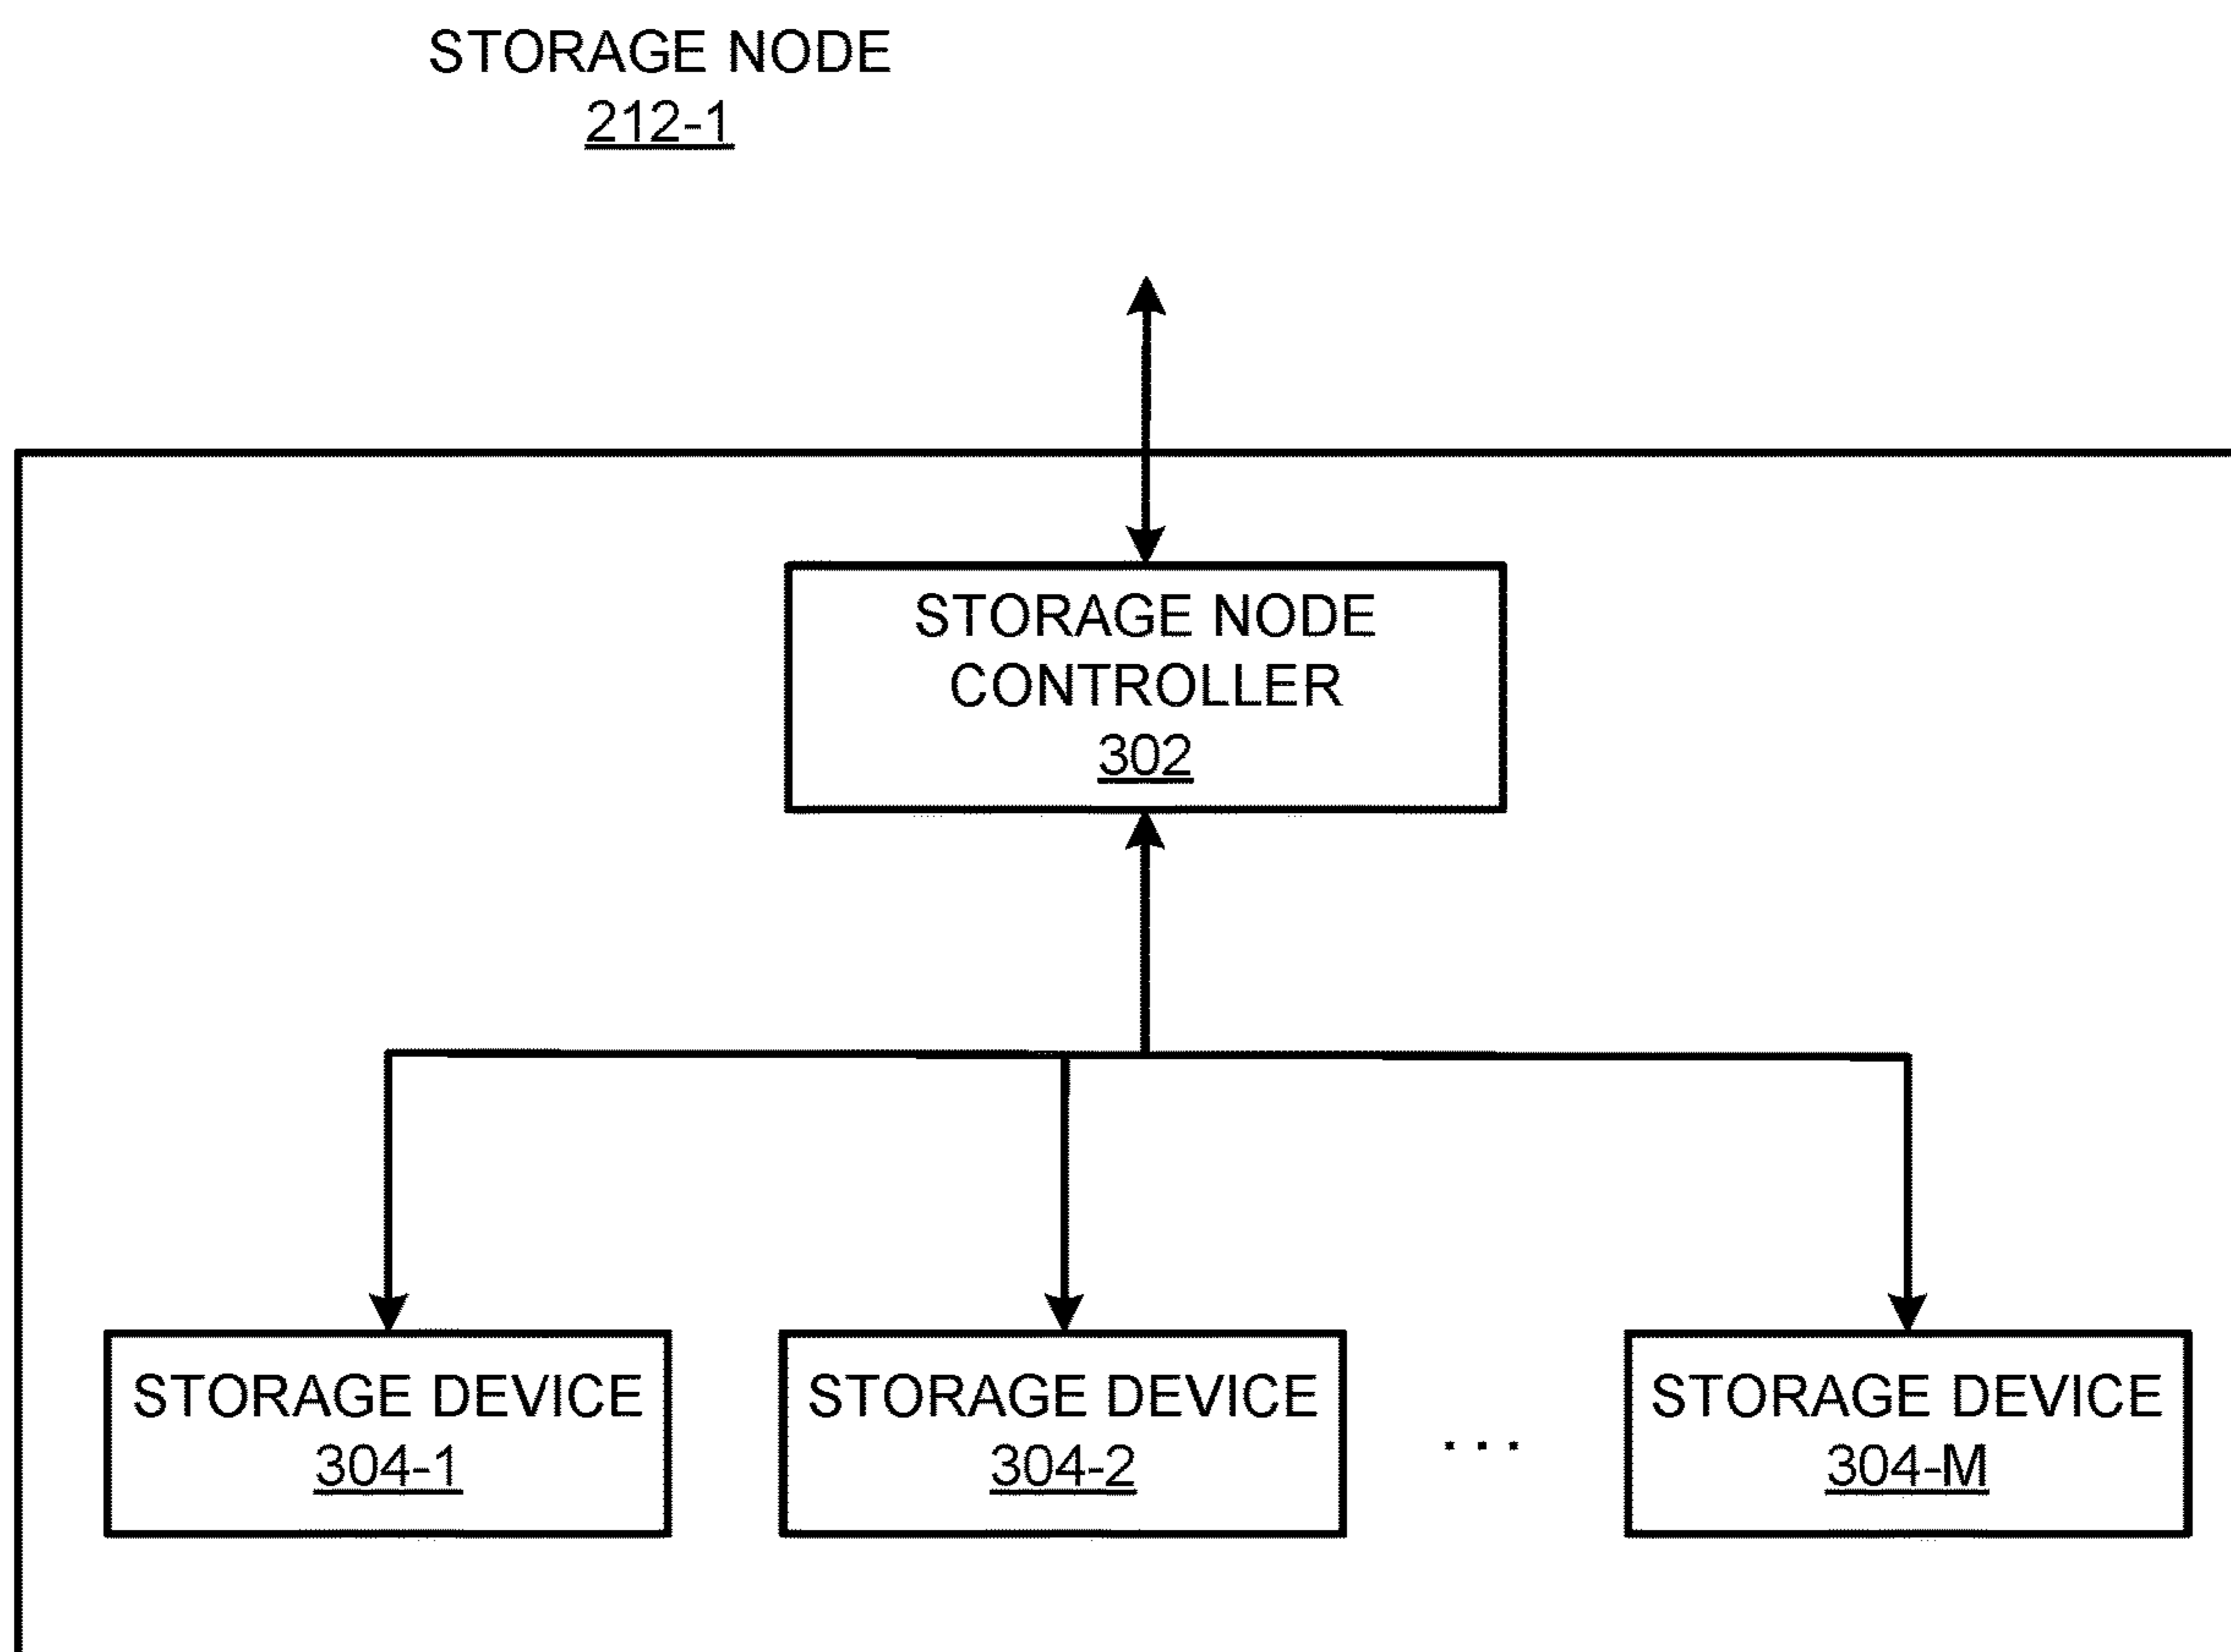 STORAGE NODE
212-1
STORAGE NODE
CONTROLLER
302
STORAGE DEVICE
304-1
STORAGE DEVICE
304-2
...
STORAGE DEVICE
304-M